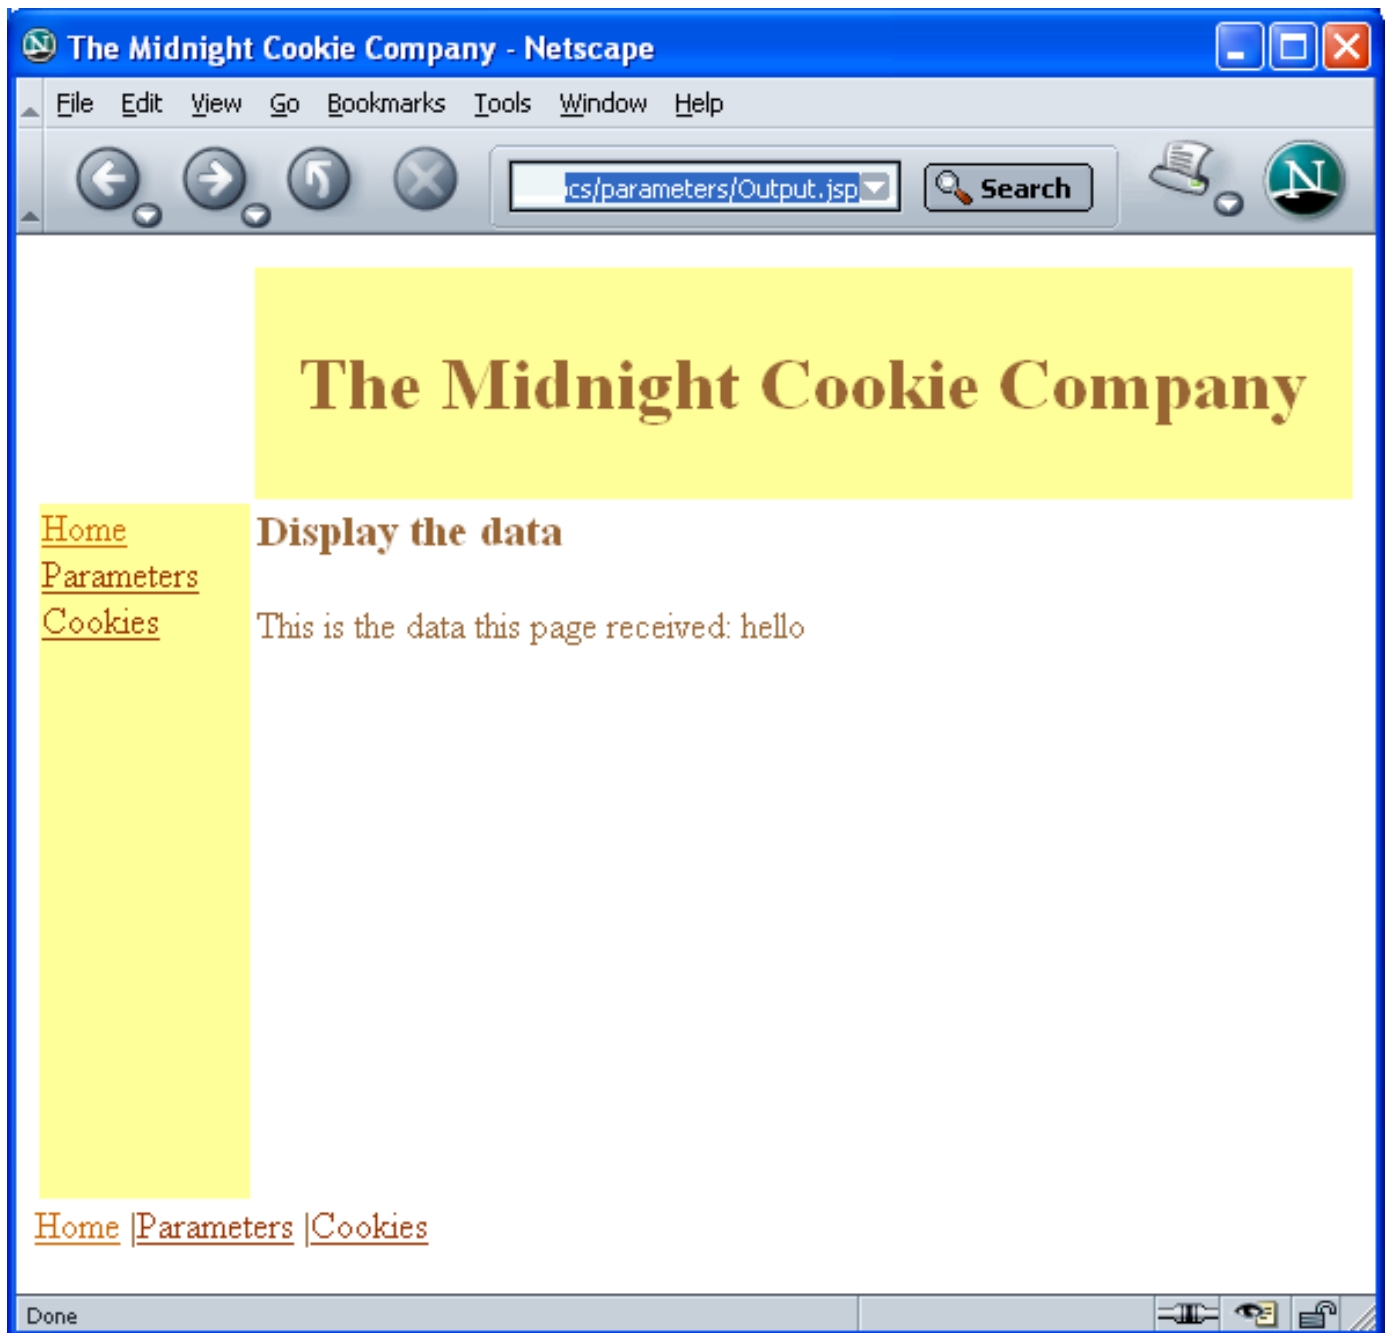 The Midnight Cookie Company - Netscape
File Edit View Go Bookmarks Tools Window Help
cs/parameters/Output.jsp Search N
The Midnight Cookie Company
Home
Parameters
Cookies
Display the data
This is the data this page received: hello
Home |Parameters |Cookies
Done